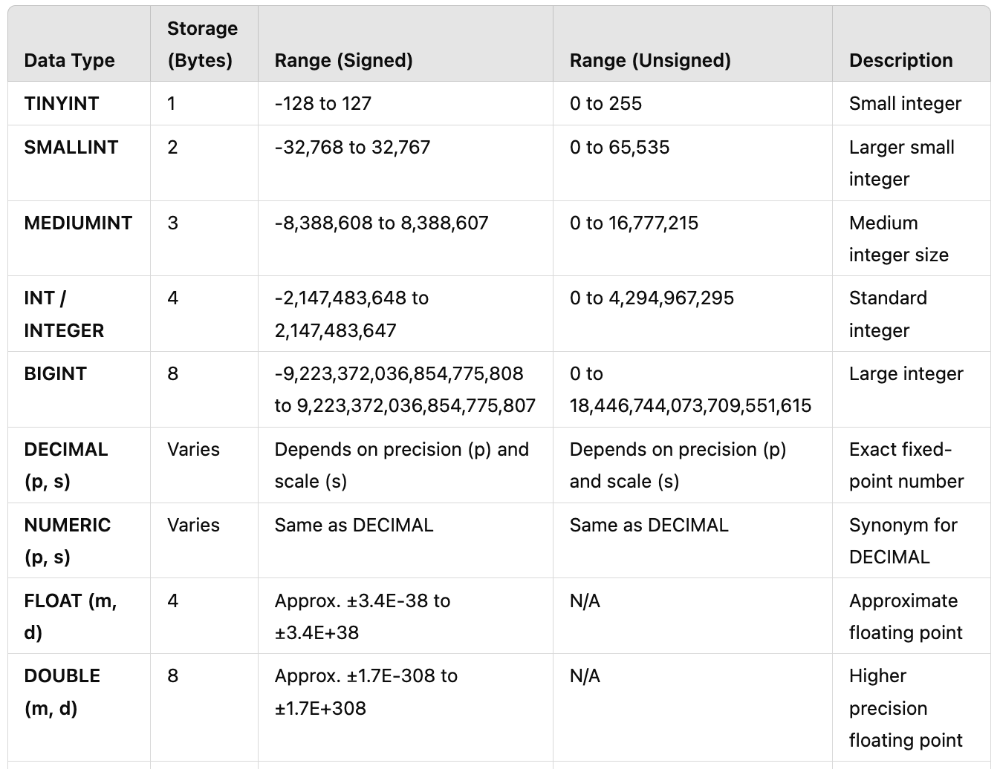 Data Type
Storage
(Bytes)
Range (Signed)
Range (Unsigned)
Description
TINYINT
1
-128 to 127
0 to 255
Small integer
SMALLINT
2
-32,768 to 32,767
0 to 65,535
Larger small
integer
MEDIUMINT
3
-8,388,608 to 8,388,607
0 to 16,777,215
Medium
integer size
INT /
INTEGER
4
-2,147,483,648 to
2,147,483,647
0 to 4,294,967,295
Standard
integer
BIGINT
8
-9,223,372,036,854,775,808
to 9,223,372,036,854,775,807
0 to
18,446,744,073,709,551,615
Large integer
DECIMAL
(p, s)
Varies
Depends on precision (p) and
scale (s)
Depends on precision (p)
and scale (s)
Exact fixed-
point number
NUMERIC
(p, s)
Varies
Same as DECIMAL
Same as DECIMAL
Synonym for
DECIMAL
FLOAT (m,
d)
4
Approx. ±3.4E-38 to
±3.4E+38
N/A
Approximate
floating point
DOUBLE
(m, d)
8
Approx. ±1.7E-308 to
±1.7E+308
N/A
Higher
precision
floating point